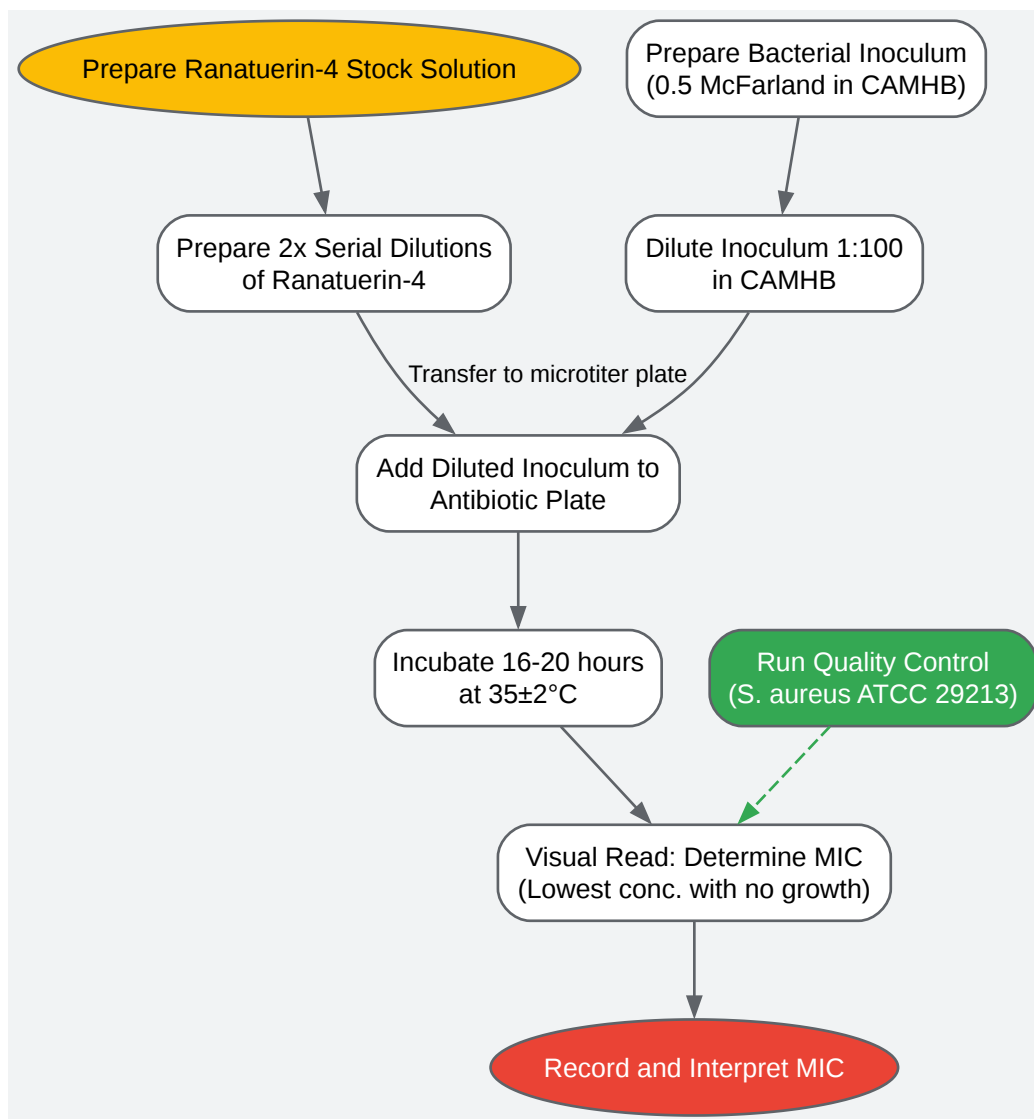 Prepare Ranatuerin-4 Stock Solution
Prepare Bacterial Inoculum
(0.5 McFarland in CAMHB)
Prepare 2x Serial Dilutions
of Ranatuerin-4
Dilute Inoculum 1:100
in CAMHB
Transfer to microtiter plate
Add Diluted Inoculum to
Antibiotic Plate
Incubate 16-20 hours
at 35±2°C
Run Quality Control
(S. aureus ATCC 29213)
Visual Read: Determine MIC
(Lowest conc. with no growth)
Record and Interpret MIC